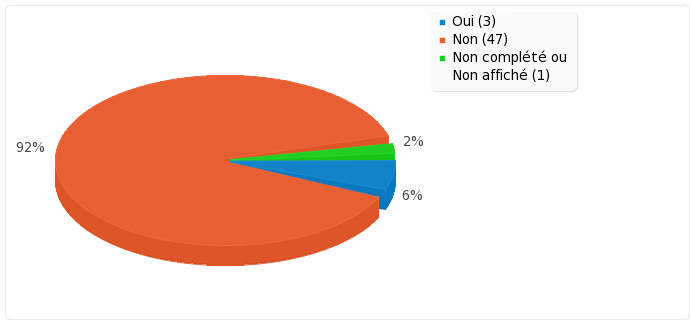 Oui (3)
Non (47)
Non complété ou
Non affiché (1)
2%
92%
6%